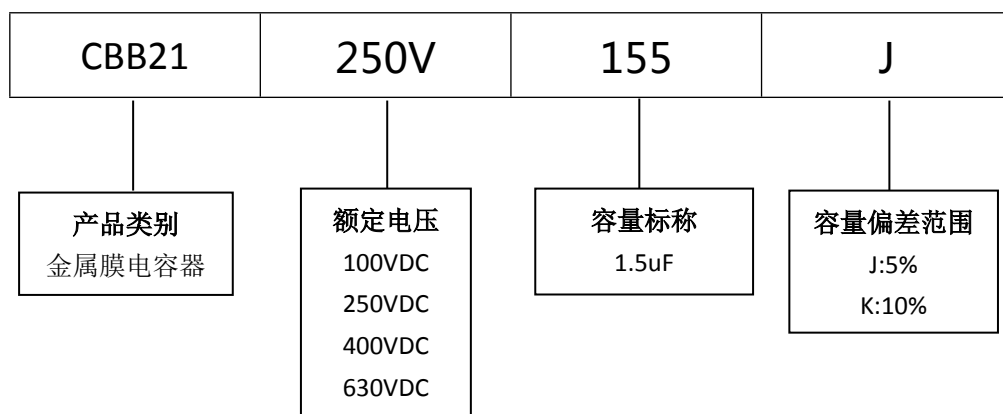 CBB21 250V 155 J
产品类别
金属膜电容器
额定电压
100VDC
250VDC
400VDC
630VDC
容量标称
1.5uF
容量偏差范围
J:5%
K:10%